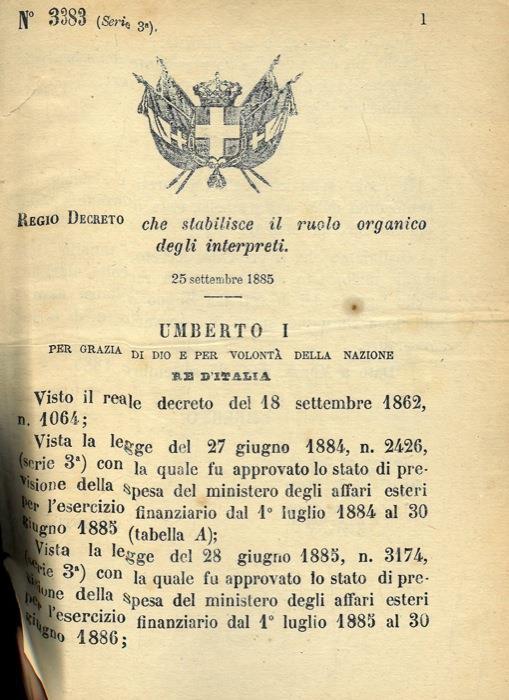 N° 3383 (Serie 3ª).
1
REGIO DECRETO che stabilisce il ruolo organico
degli interpreti.
25 settembre 1885
UMBERTO I
PER GRAZIA DI DIO E PER VOLONTÀ DELLA NAZIONE
RE D'ITALIA
Visto il reale decreto del 18 settembre 1862,
n. 1064;
Vista la legge del 27 giugno 1884, n. 2426,
(serie 3ª) con la quale fu approvato lo stato di pre-
visione della spesa del ministero degli affari esteri
per l'esercizio finanziario dal 1° luglio 1884 al 30
giugno 1885 (tabella A);
Vista la legge del 28 giugno 1885, n. 3174,
(serie 3ª) con la quale fu approvato lo stato di pre-
visione della spesa del ministero degli affari esteri
per l'esercizio finanziario dal 1° luglio 1885 al 30
giugno 1886;